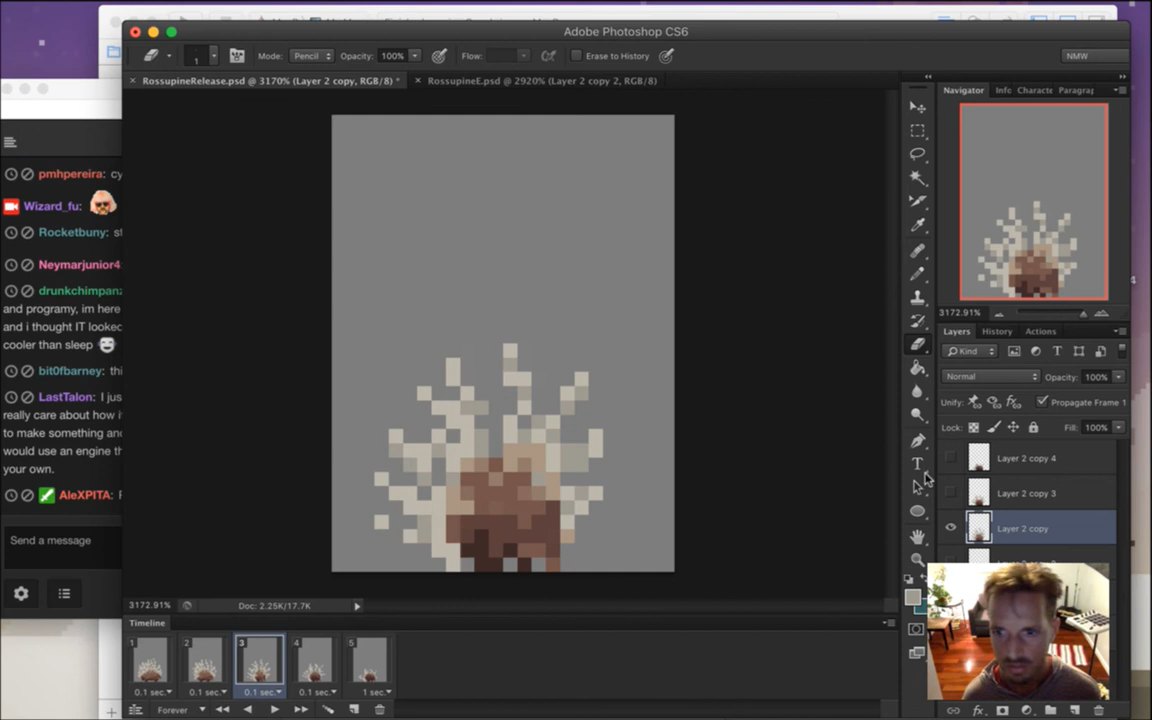 Adobe Photoshop CS6
1
Mode: Pencil
Opacity: 100%
Flow:
Erase to History
NMW
× RossupineRelease.psd @ 3170% (Layer 2 copy, RGB/8) *
× RossupineE.psd @ 2920% (Layer 2 copy 2, RGB/8)
Navigator
Info
Characte
Paragrap
pmhpereira: cy
Wizard_fu:
Rocketbuny: st
Neymarjunior4
drunkchimpanz
and programy, im here
and i thought IT looked
cooler than sleep
bit0fbarney: thi
LastTalon: I jus
really care about how i
to make something and
would use an engine th
your own.
AleXPITA:
Send a message
3172.91%
Layers
History
Actions
Kind
Normal
Opacity: 100%
Unify:
Propagate Frame 1
Lock:
Fill: 100%
Layer 2 copy 4
Layer 2 copy 3
Layer 2 copy
3172.91%
Doc: 2.25K/17.7K
Timeline
1
2
3
4
5
0.1 sec.
0.1 sec.
0.1 sec.
0.1 sec.
1 sec.
Forever